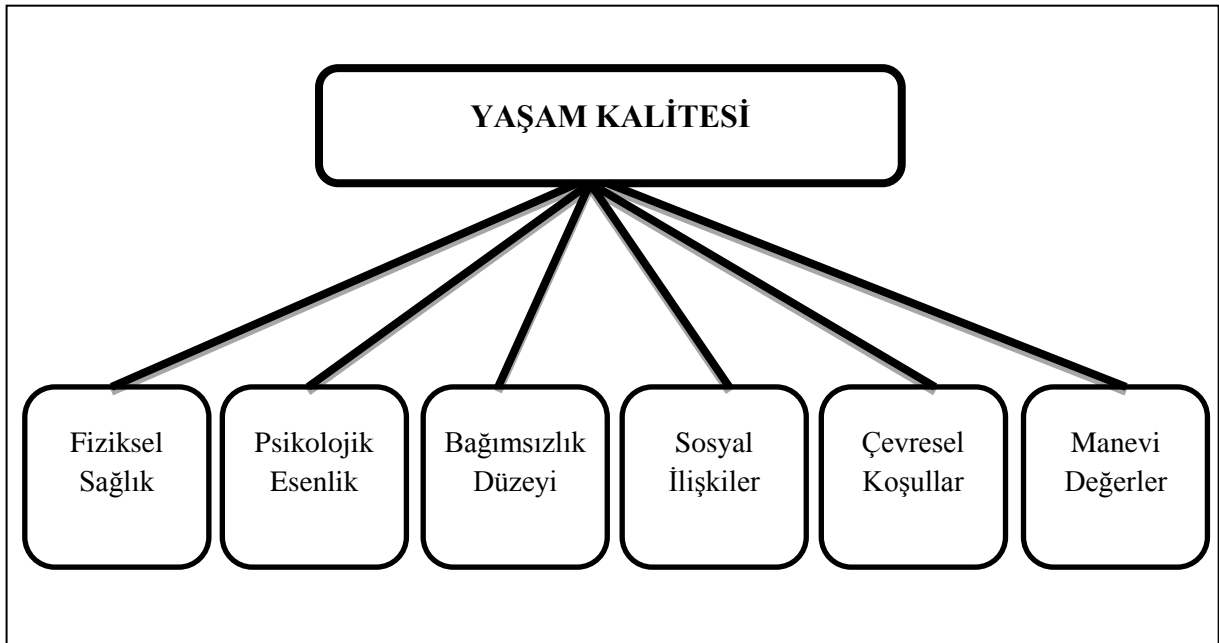 YAŞAM KALİTESİ
Fiziksel
Sağlık
Psikolojik
Esenlik
Bağımsızlık
Düzeyi
Sosyal
İlişkiler
Çevresel
Koşullar
Manevi
Değerler